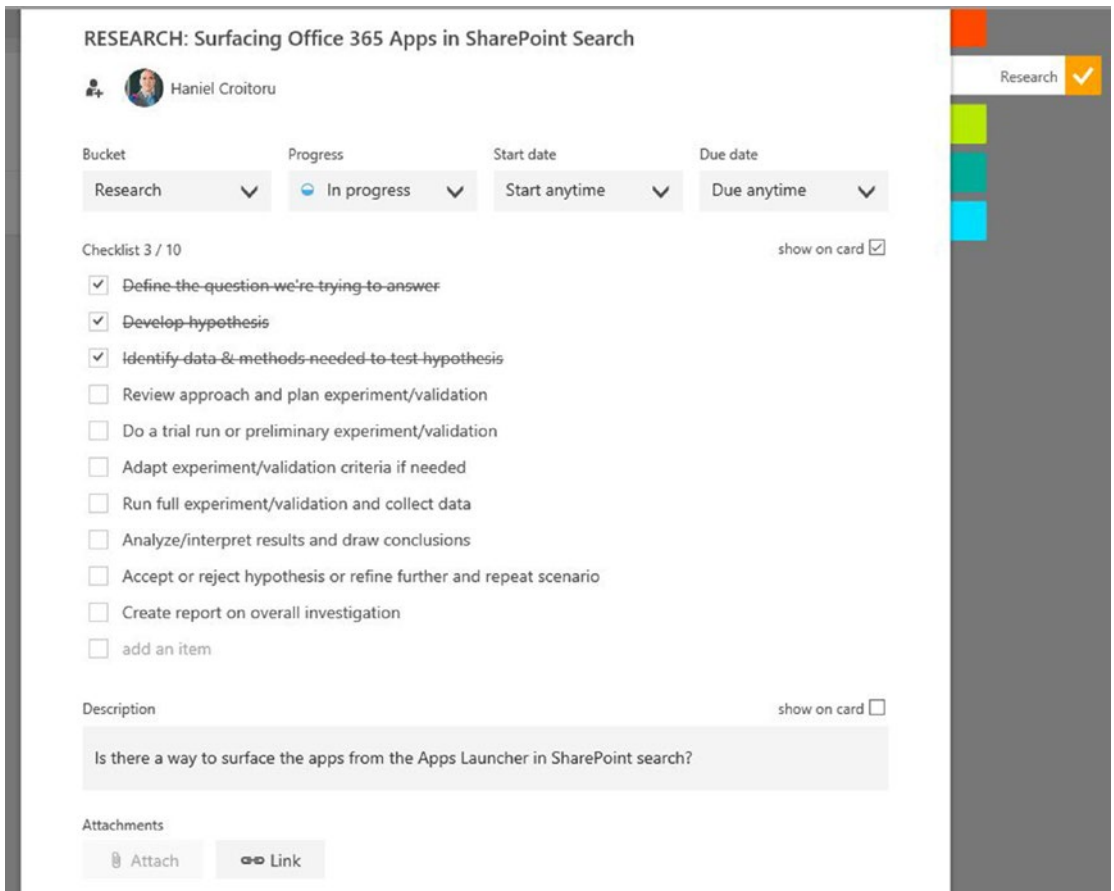 RESEARCH: Surfacing Office 365 Apps in SharePoint Search
Haniel Croitoru
Research
Bucket Progress Start date Due date
Research In progress Start anytime Due anytime
Checklist 3 / 10 show on card
Define the question we're trying to answer
Develop hypothesis
Identify data & methods needed to test hypothesis
Review approach and plan experiment/validation
Do a trial run or preliminary experiment/validation
Adapt experiment/validation criteria if needed
Run full experiment/validation and collect data
Analyze/interpret results and draw conclusions
Accept or reject hypothesis or refine further and repeat scenario
Create report on overall investigation
add an item
Description show on card
Is there a way to surface the apps from the Apps Launcher in SharePoint search?
Attachments
Attach Link